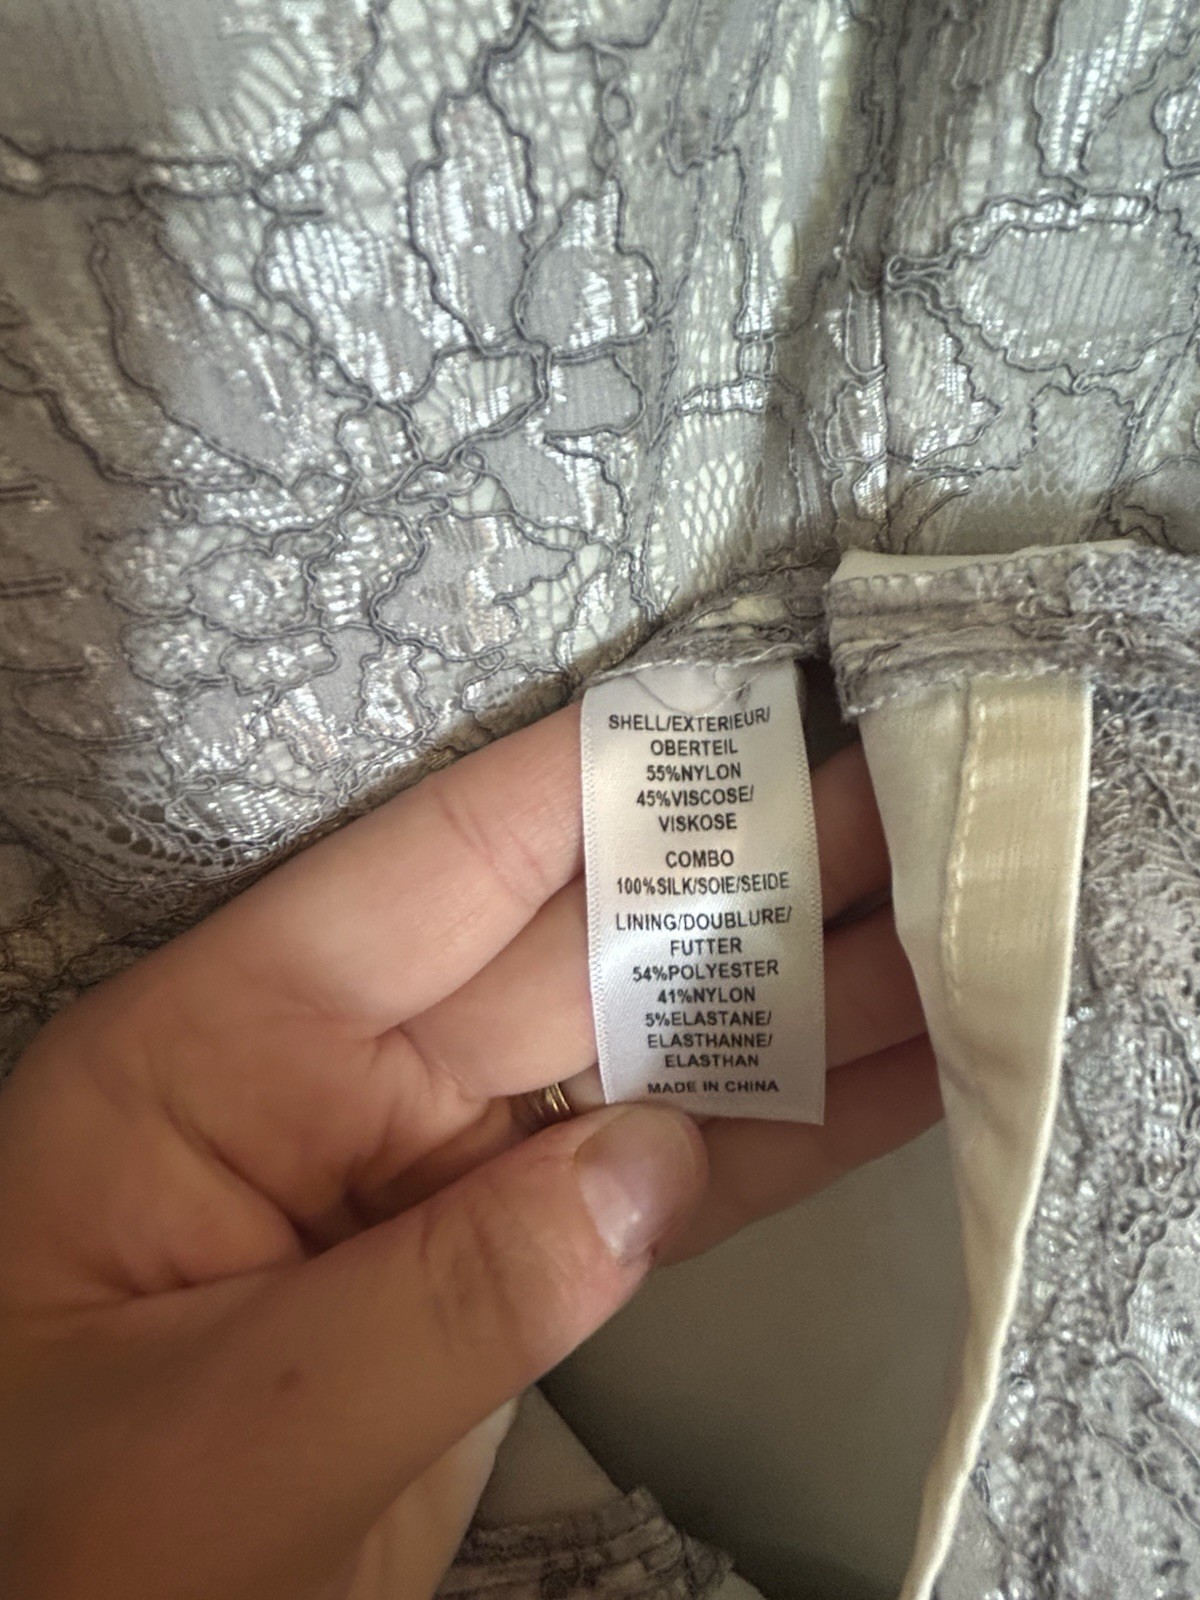 SHELL/EXTERIEUR/
OBERTEIL
55%NYLON
45%VISCOSE/
VISKOSE
COMBO
100%SILK/SOIE/SEIDE
LINING/DOUBLURE/
FUTTER
54%POLYESTER
41%NYLON
5%ELASTANE/
ELASTHANNE/
ELASTHAN
MADE IN CHINA